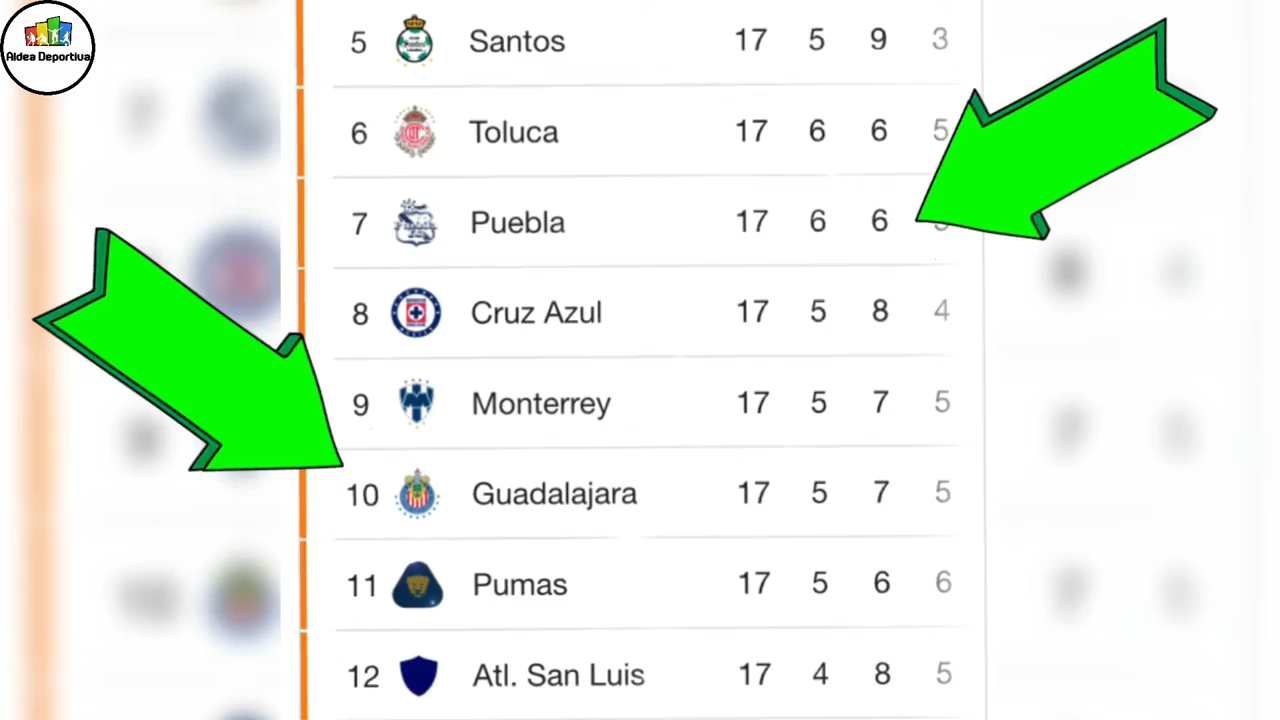 Aldea Deportiva
5 Santos 17 5 9 3
6 Toluca 17 6 6 5
7 Puebla 17 6 6
8 Cruz Azul 17 5 8 4
9 Monterrey 17 5 7 5
10 Guadalajara 17 5 7 5
11 Pumas 17 5 6 6
12 Atl. San Luis 17 4 8 5